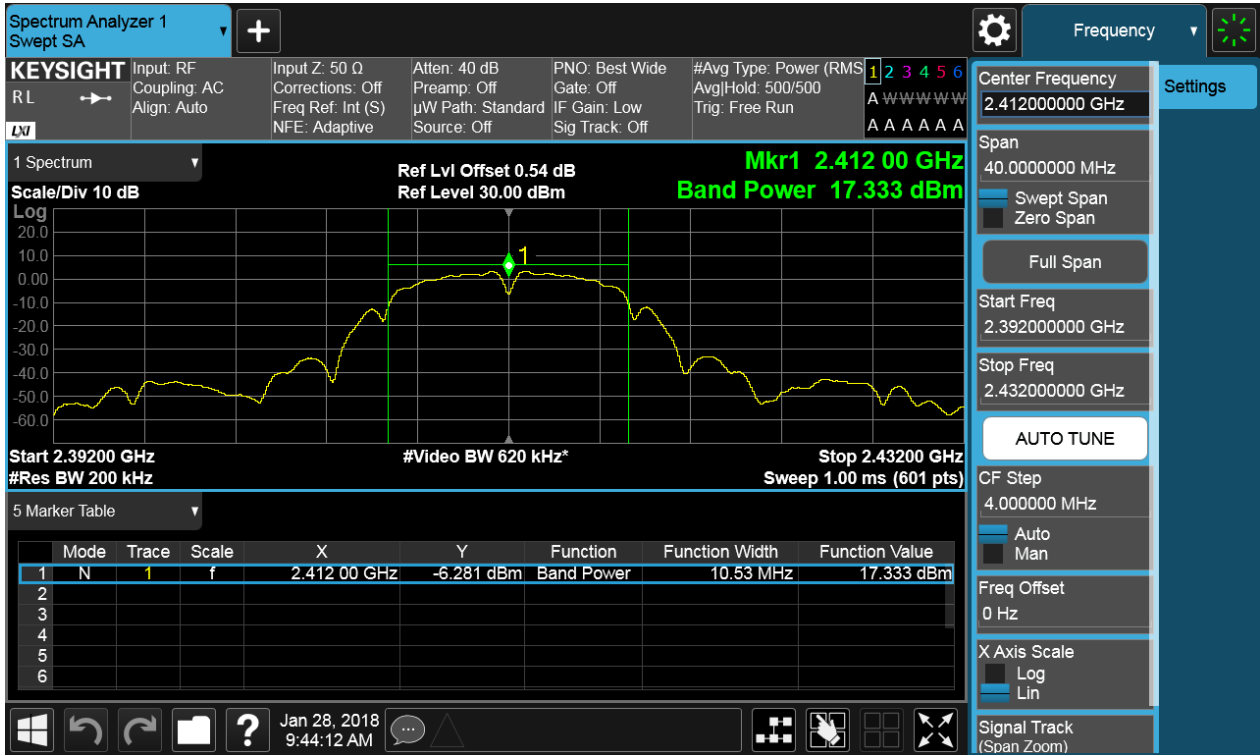 Spectrum Analyzer 1
Swept SA
+
Frequency
KEYSIGHT
R L
LXI
Input: RF
Coupling: AC
Align: Auto
Input Z: 50 Ω
Corrections: Off
Freq Ref: Int (S)
NFE: Adaptive
Atten: 40 dB
Preamp: Off
µW Path: Standard
Source: Off
PNO: Best Wide
Gate: Off
IF Gain: Low
Sig Track: Off
#Avg Type: Power (RMS
Avg|Hold: 500/500
Trig: Free Run
1 2 3 4 5 6
A W W W W W
A A A A A A
1 Spectrum
Scale/Div 10 dB
Log
Ref Lvl Offset 0.54 dB
Ref Level 30.00 dBm
Mkr1 2.412 00 GHz
Band Power 17.333 dBm
20.0
10.0
0.00
-10.0
-20.0
-30.0
-40.0
-50.0
-60.0
1
Start 2.39200 GHz
#Res BW 200 kHz
#Video BW 620 kHz*
Stop 2.43200 GHz
Sweep 1.00 ms (601 pts)
5 Marker Table
Mode Trace Scale X Y Function Function Width Function Value
1 N 1 f 2.412 00 GHz -6.281 dBm Band Power 10.53 MHz 17.333 dBm
2
3
4
5
6
?
Jan 28, 2018
9:44:12 AM
Center Frequency
2.412000000 GHz
Settings
Span
40.0000000 MHz
Swept Span
Zero Span
Full Span
Start Freq
2.392000000 GHz
Stop Freq
2.432000000 GHz
AUTO TUNE
CF Step
4.000000 MHz
Auto
Man
Freq Offset
0 Hz
X Axis Scale
Log
Lin
Signal Track
(Span Zoom)